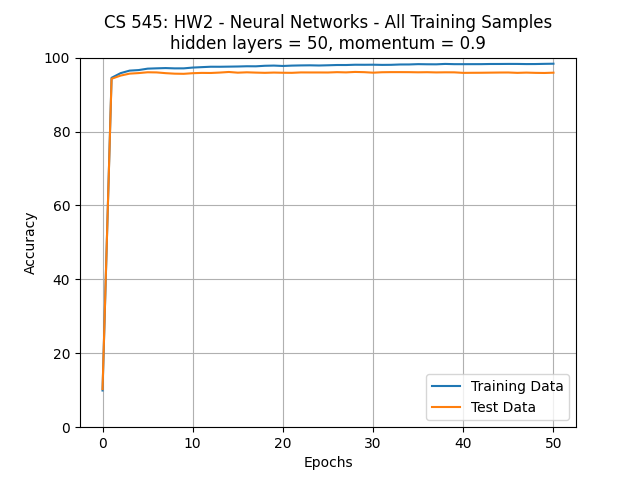 CS 545: HW2 - Neural Networks - All Training Samples
hidden layers = 50, momentum = 0.9
100
80
60
40
20
0
Accuracy
0 10 20 30 40 50
Epochs
Training Data
Test Data